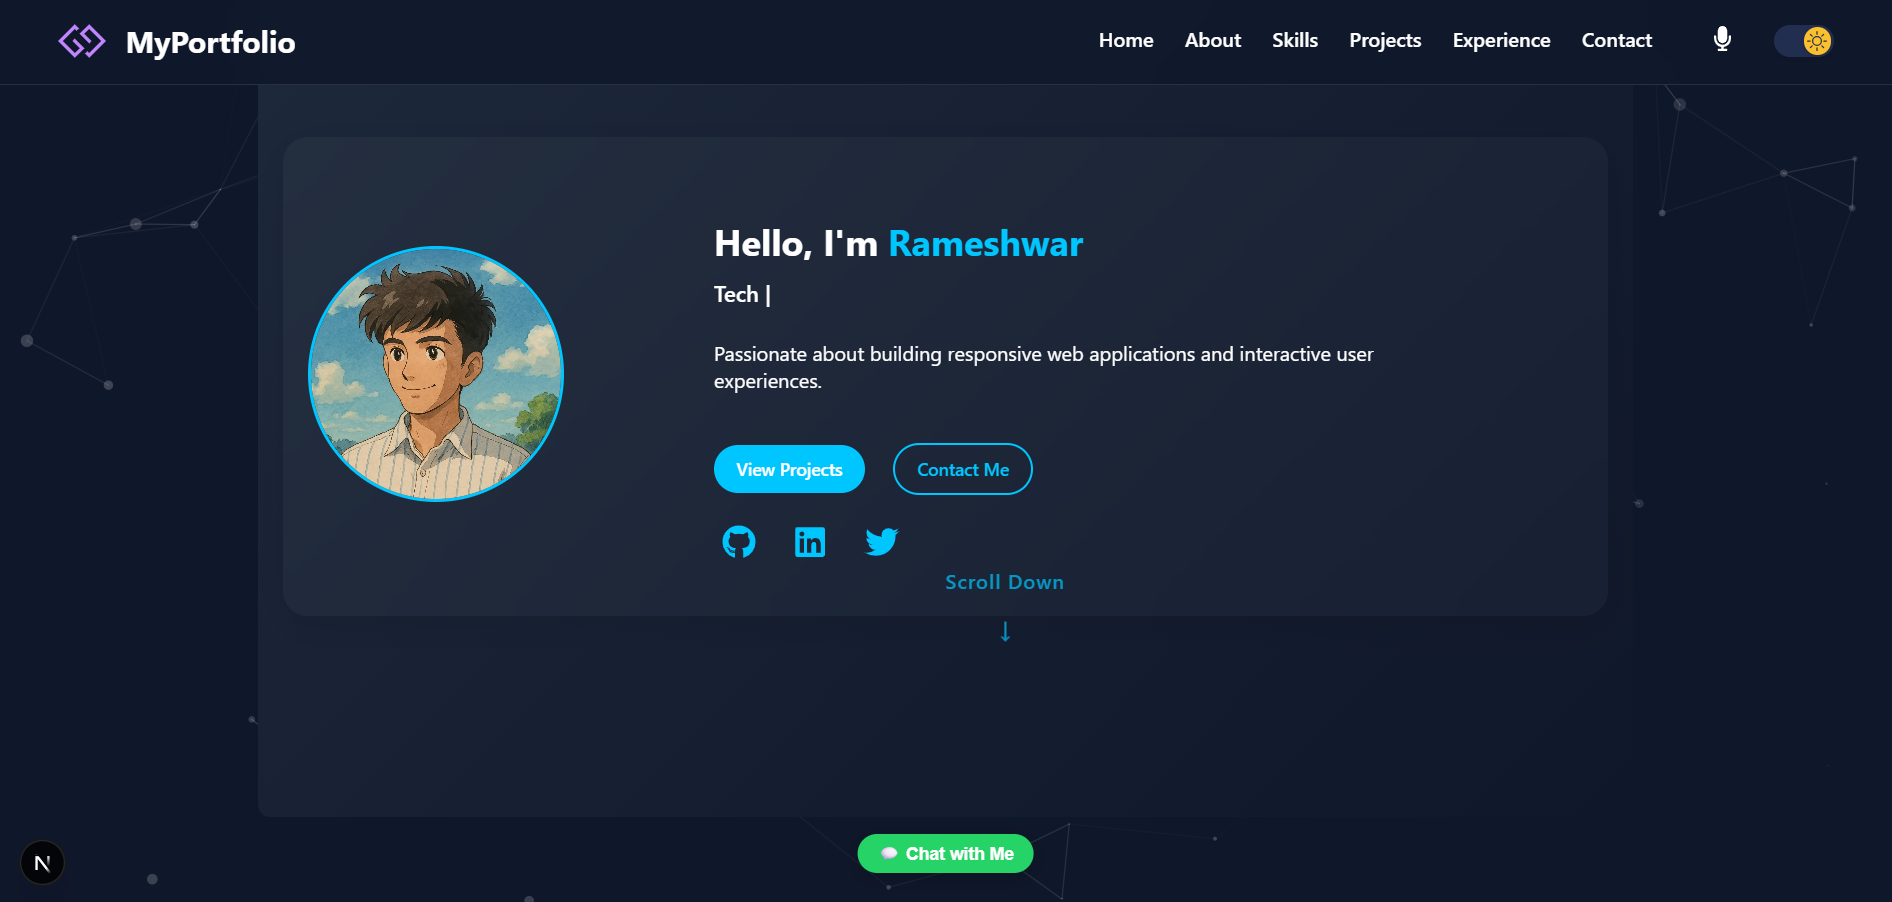 MyPortfolio
Home About Skills Projects Experience Contact
Hello, I'm Rameshwar
Tech |
Passionate about building responsive web applications and interactive user
experiences.
View Projects Contact Me
Scroll Down
↓
Chat with Me
N